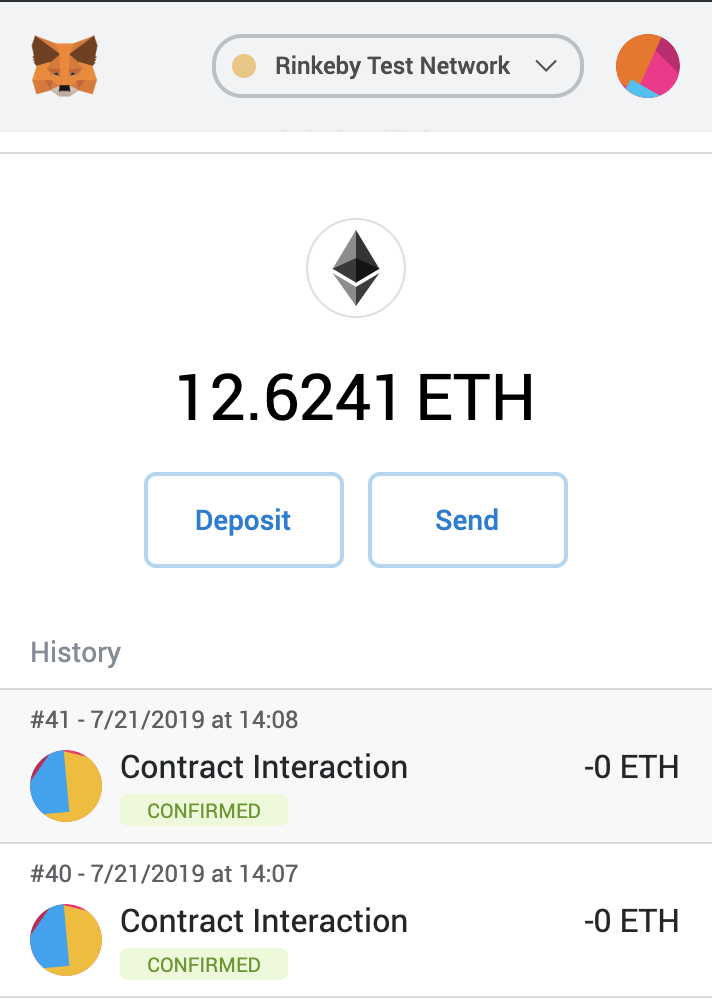 Rinkeby Test Network
12.6241 ETH
Deposit
Send
History
#41 - 7/21/2019 at 14:08
Contract Interaction
-0 ETH
CONFIRMED
#40 - 7/21/2019 at 14:07
Contract Interaction
-0 ETH
CONFIRMED